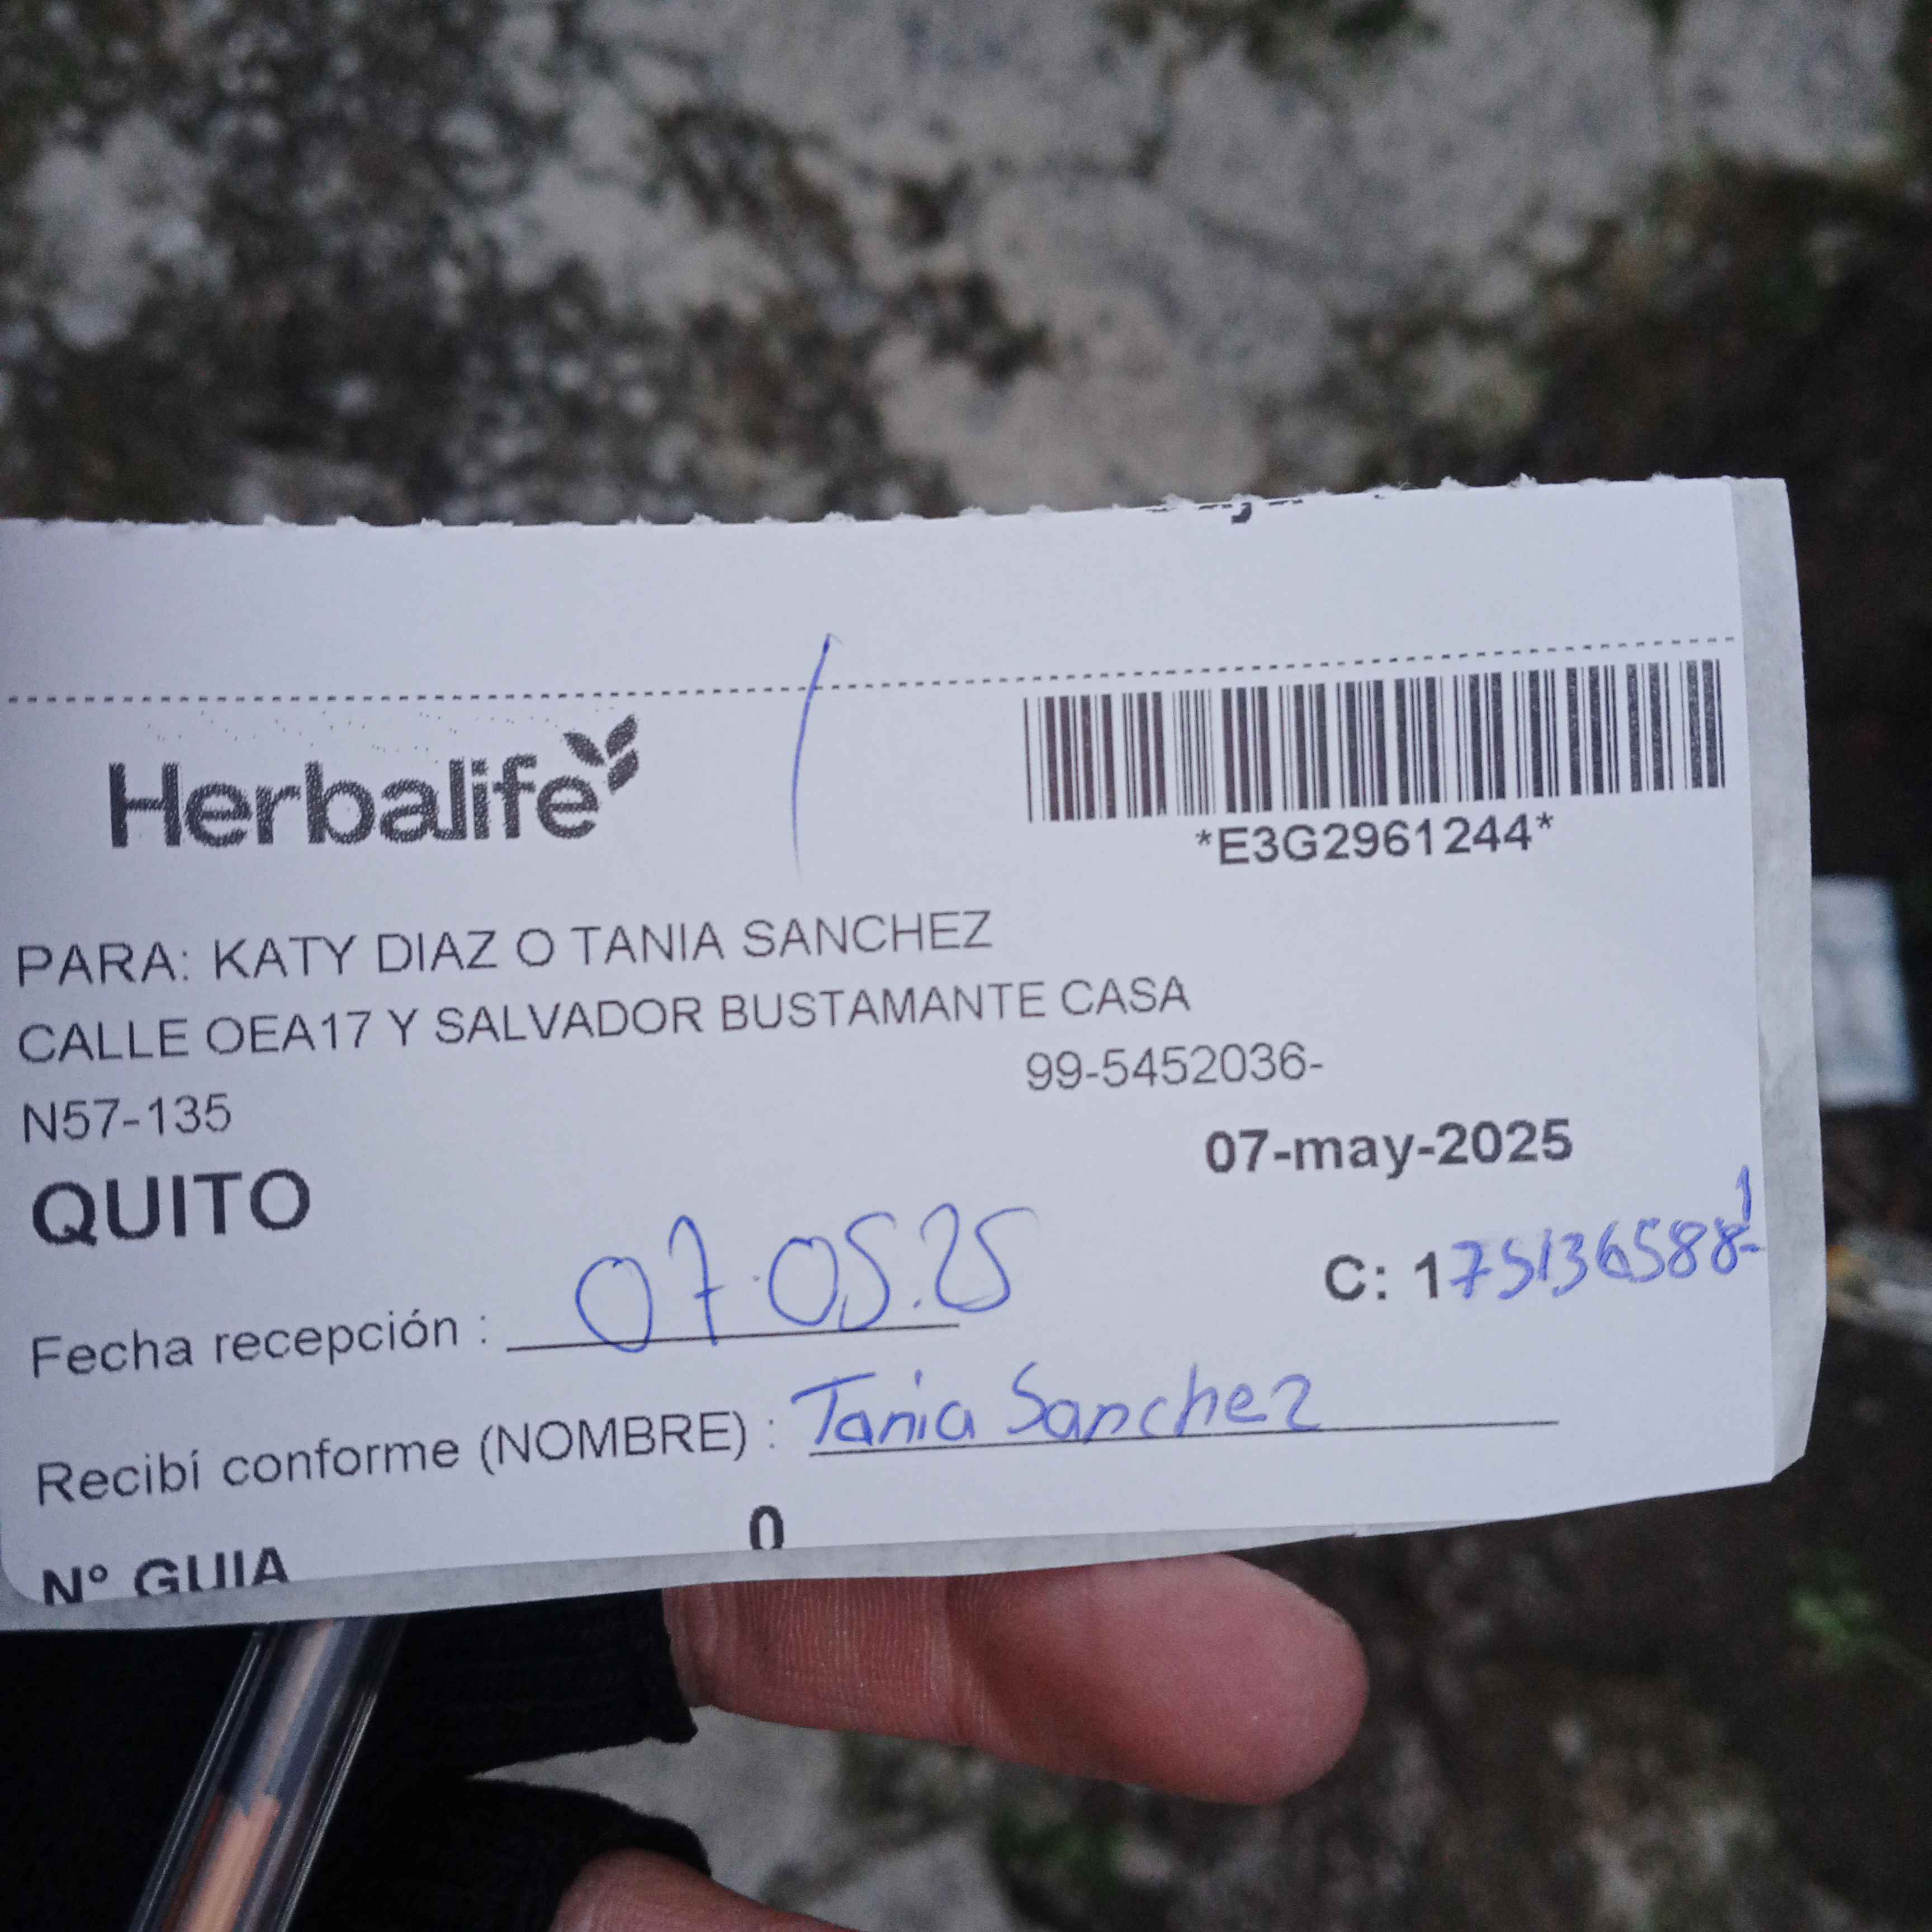 Herbalife
*E3G2961244*
PARA: KATY DIAZ O TANIA SANCHEZ
CALLE OEA17 Y SALVADOR BUSTAMANTE CASA
N57-135
99-5452036-
07-may-2025
QUITO
C: 175136588-1
Fecha recepción : 07.05.25
Recibí conforme (NOMBRE) : Tania Sanchez
N° GUIA 0